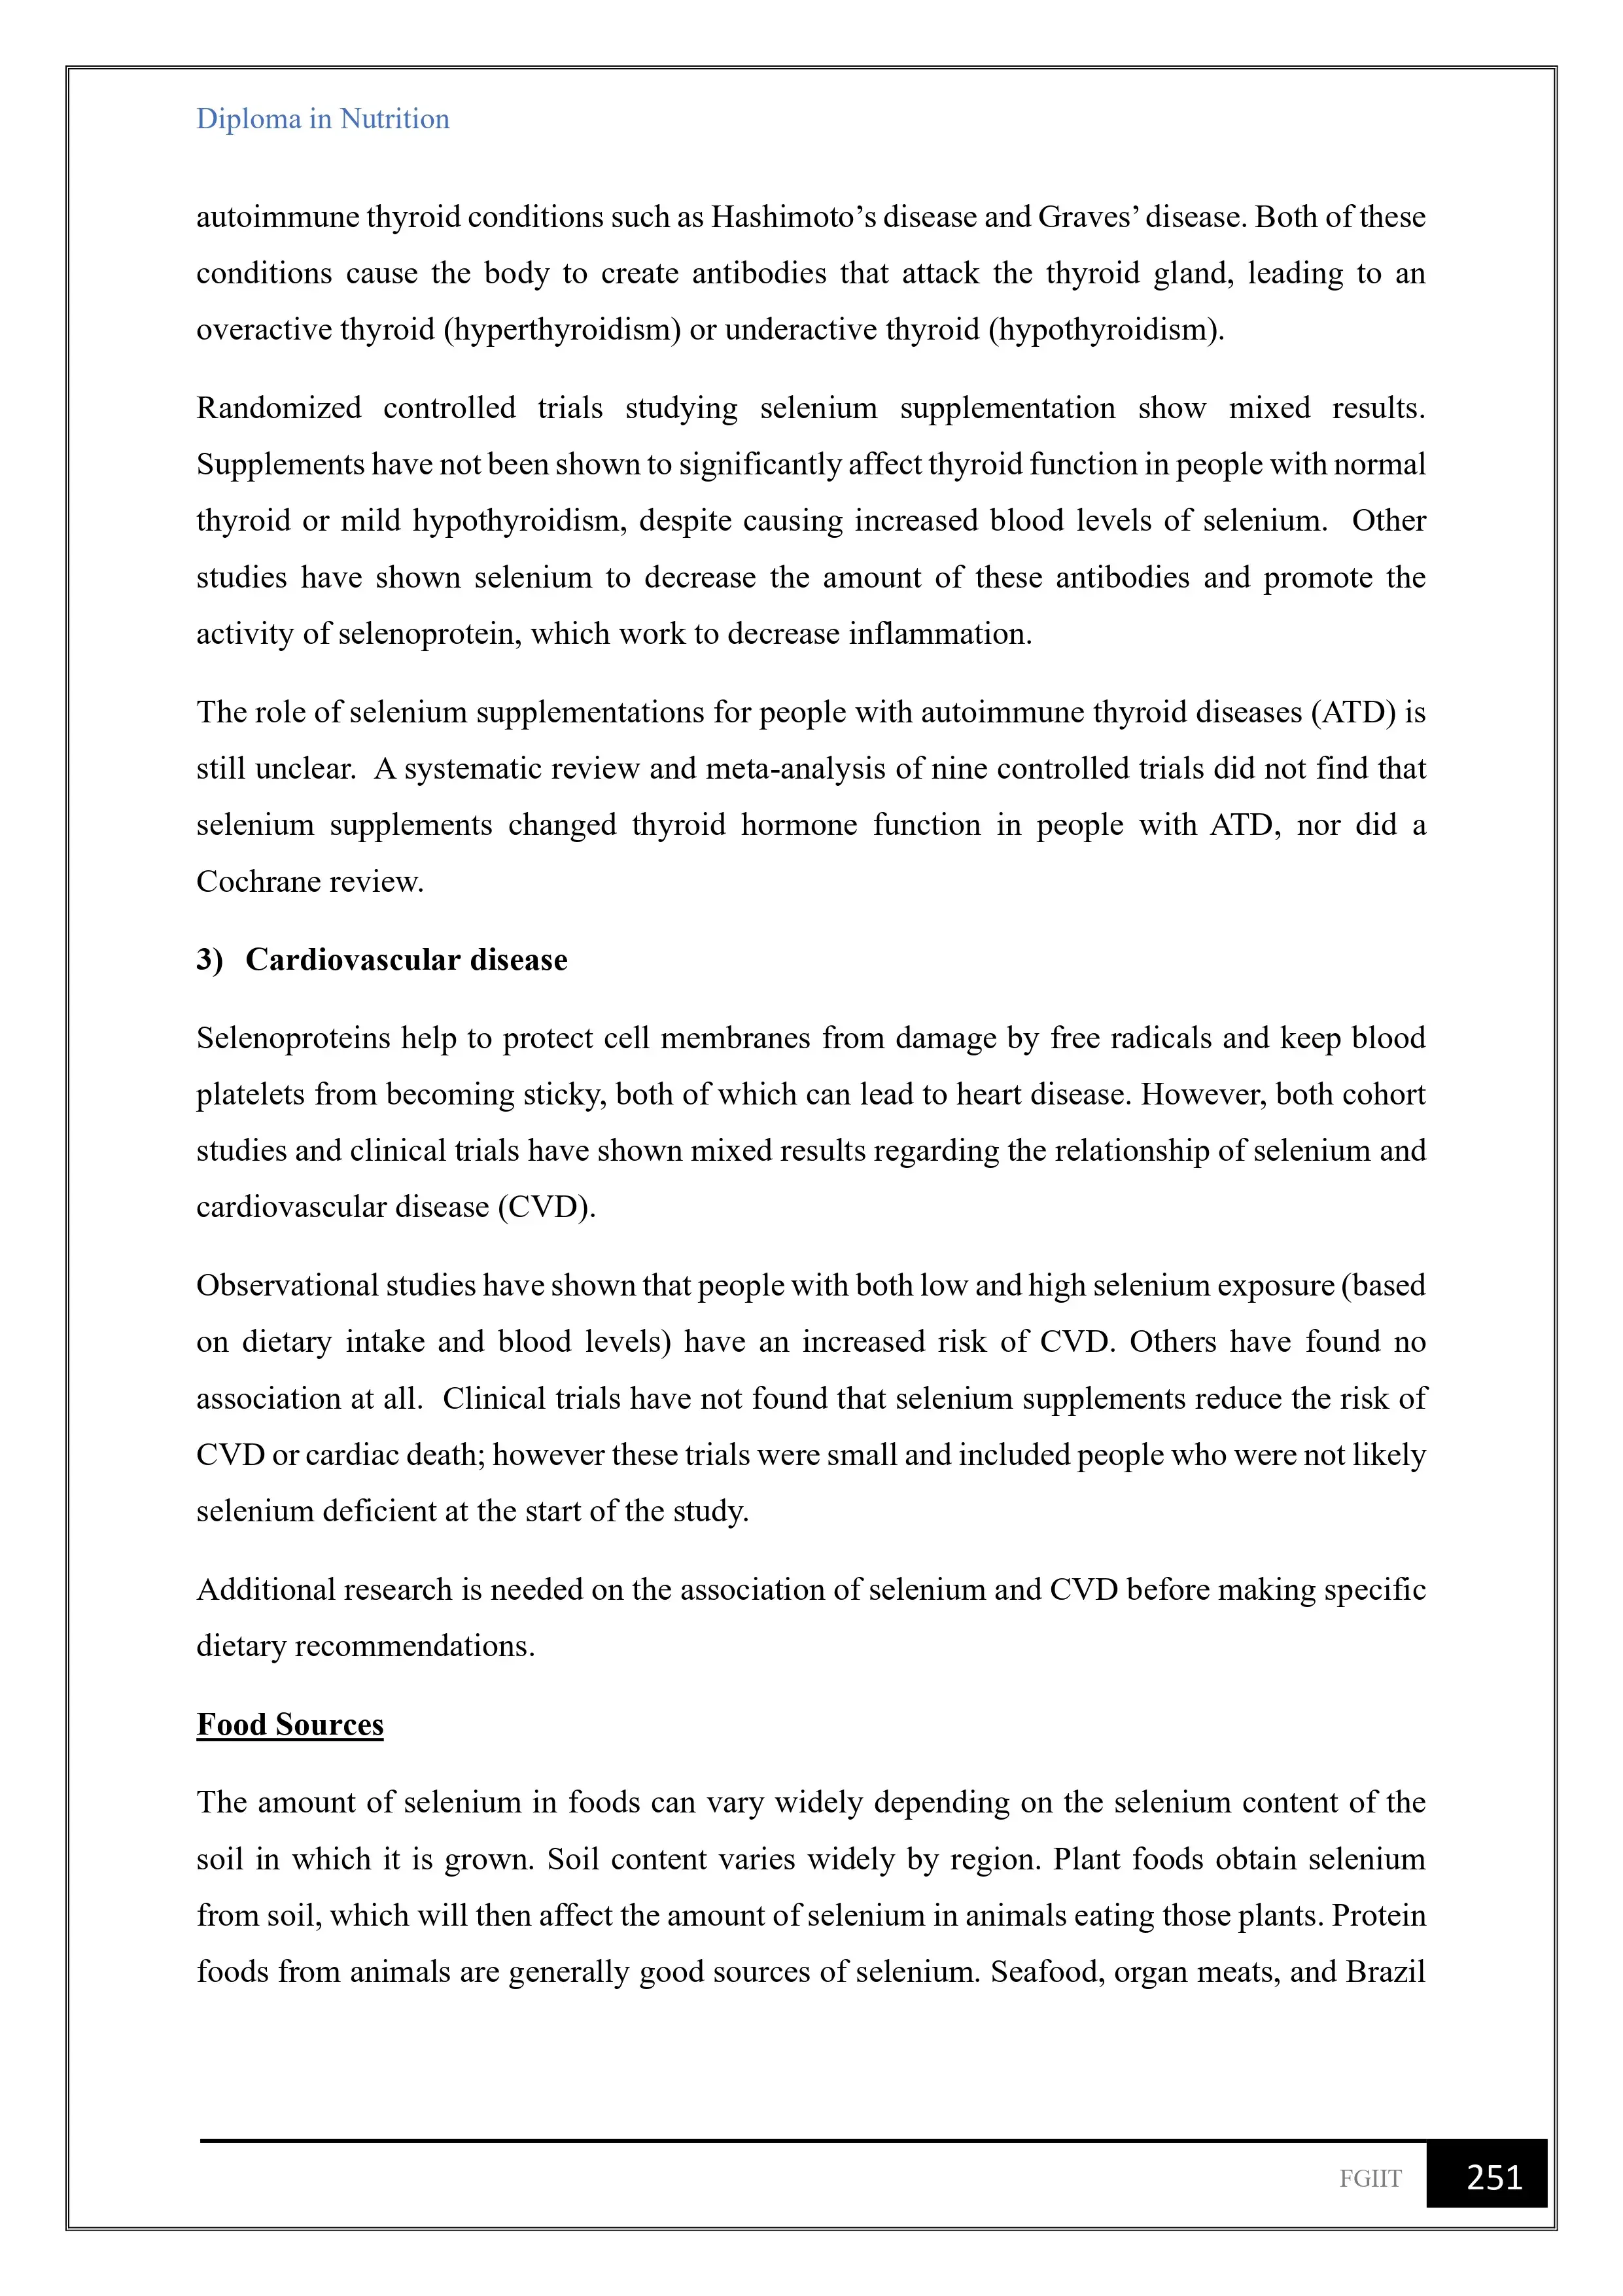 Diploma in Nutrition
autoimmune thyroid conditions such as Hashimoto’s disease and Graves’ disease. Both of these
conditions cause the body to create antibodies that attack the thyroid gland, leading to an
overactive thyroid (hyperthyroidism) or underactive thyroid (hypothyroidism).
Randomized controlled trials studying selenium supplementation show mixed results.
Supplements have not been shown to significantly affect thyroid function in people with normal
thyroid or mild hypothyroidism, despite causing increased blood levels of selenium.  Other
studies have shown selenium to decrease the amount of these antibodies and promote the
activity of selenoprotein, which work to decrease inflammation.
The role of selenium supplementations for people with autoimmune thyroid diseases (ATD) is
still unclear.  A systematic review and meta-analysis of nine controlled trials did not find that
selenium supplements changed thyroid hormone function in people with ATD, nor did a
Cochrane review.
3) Cardiovascular disease
Selenoproteins help to protect cell membranes from damage by free radicals and keep blood
platelets from becoming sticky, both of which can lead to heart disease. However, both cohort
studies and clinical trials have shown mixed results regarding the relationship of selenium and
cardiovascular disease (CVD).
Observational studies have shown that people with both low and high selenium exposure (based
on dietary intake and blood levels) have an increased risk of CVD. Others have found no
association at all.  Clinical trials have not found that selenium supplements reduce the risk of
CVD or cardiac death; however these trials were small and included people who were not likely
selenium deficient at the start of the study.
Additional research is needed on the association of selenium and CVD before making specific
dietary recommendations.
Food Sources
The amount of selenium in foods can vary widely depending on the selenium content of the
soil in which it is grown. Soil content varies widely by region. Plant foods obtain selenium
from soil, which will then affect the amount of selenium in animals eating those plants. Protein
foods from animals are generally good sources of selenium. Seafood, organ meats, and Brazil
FGIIT 251